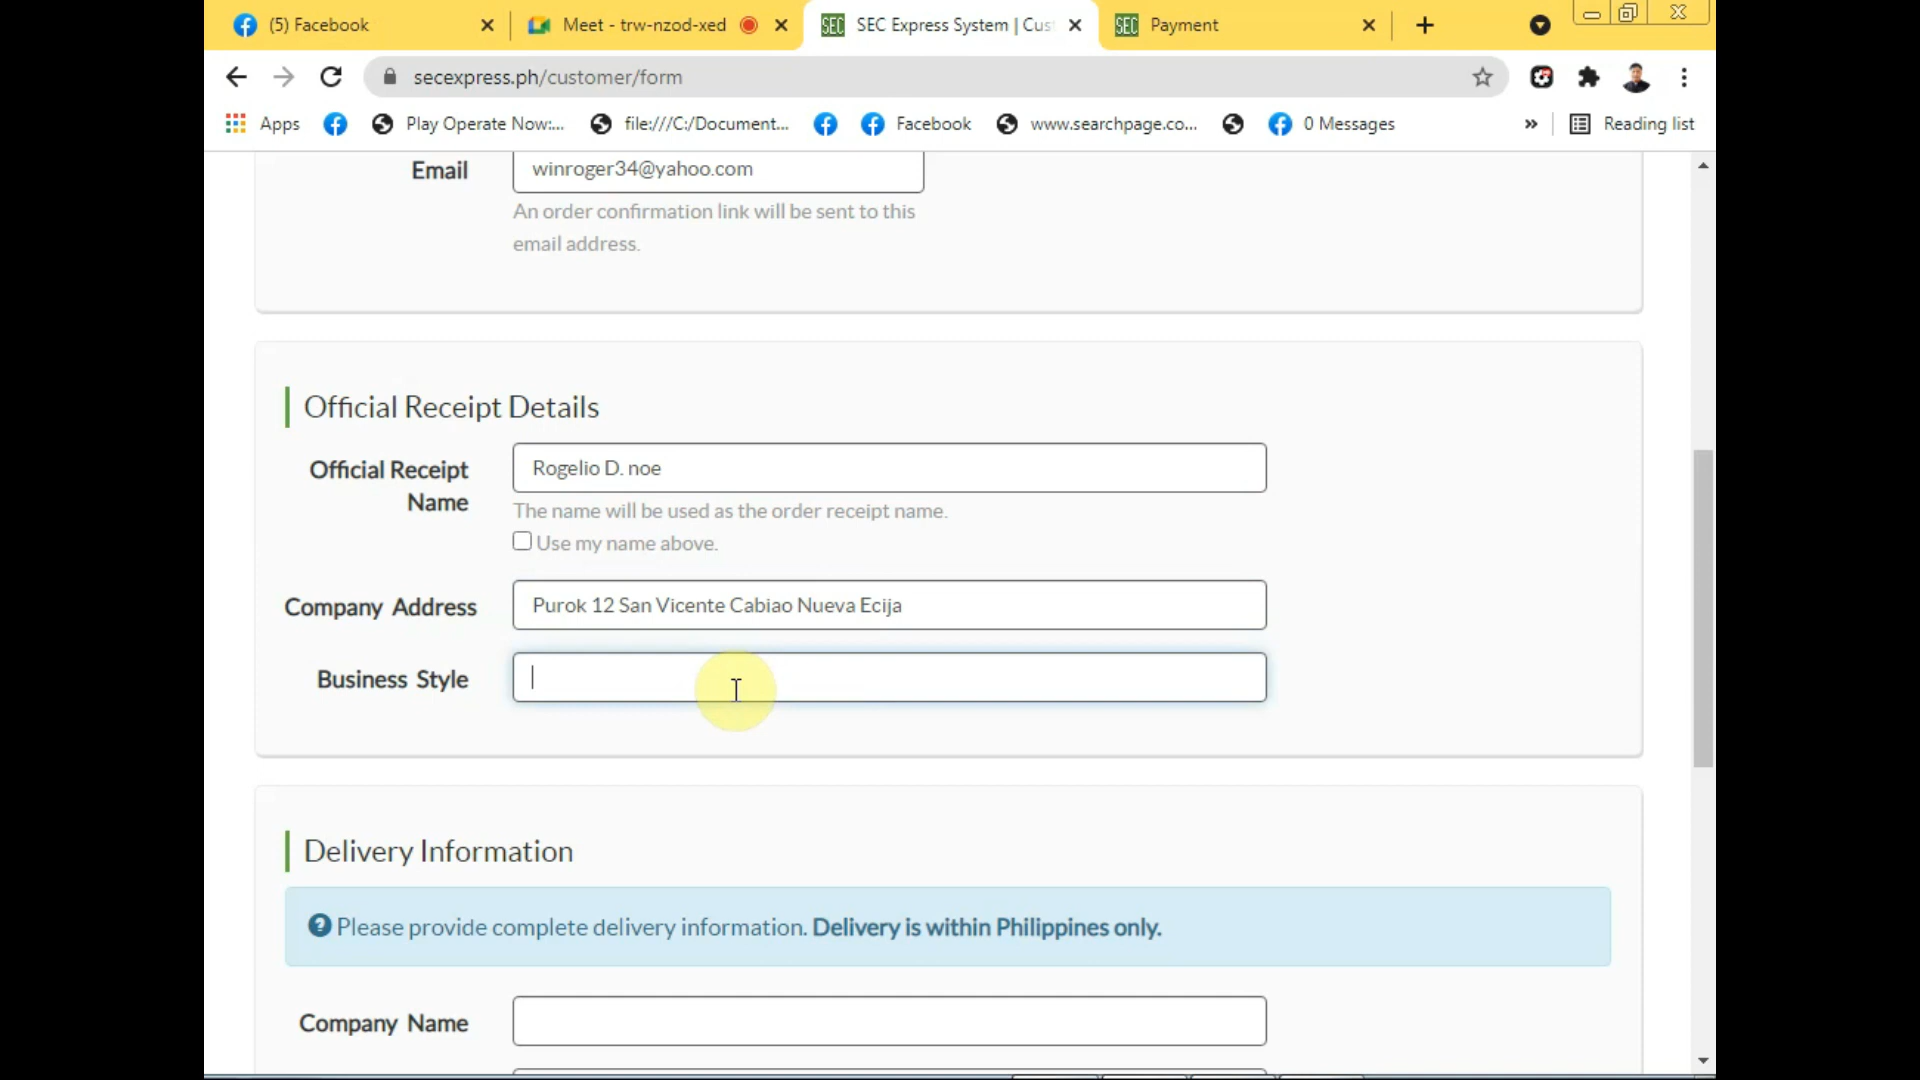 (5) Facebook
Meet - trw-nzod-xed
SEC
SEC Express System | Cus
SEC
Payment
secexpress.ph/customer/form
Apps
Play Operate Now:...
file:///C:/Document...
Facebook
www.searchpage.co...
0 Messages
»
Reading list
Email
winroger34@yahoo.com
An order confirmation link will be sent to this
email address.
Official Receipt Details
Official Receipt
Name
Rogelio D. noe
The name will be used as the order receipt name.
Use my name above.
Company Address
Purok 12 San Vicente Cabiao Nueva Ecija
Business Style
Delivery Information
Please provide complete delivery information. Delivery is within Philippines only.
Company Name